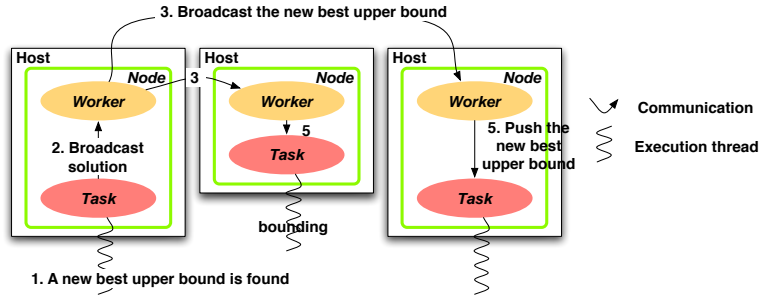 3. Broadcast the new best upper bound
Host
Node
Worker
2. Broadcast
solution
Task
3
Host
Node
Worker
5
Task
bounding
Host
Node
Worker
5. Push the
new best
upper bound
Task
Communication
Execution thread
1. A new best upper bound is found